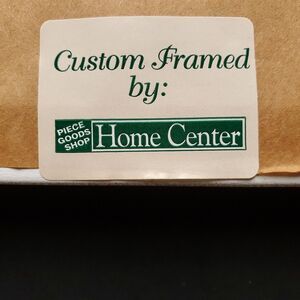 Custom Framed
by:
PIECE
GOODS
SHOP
Home Center